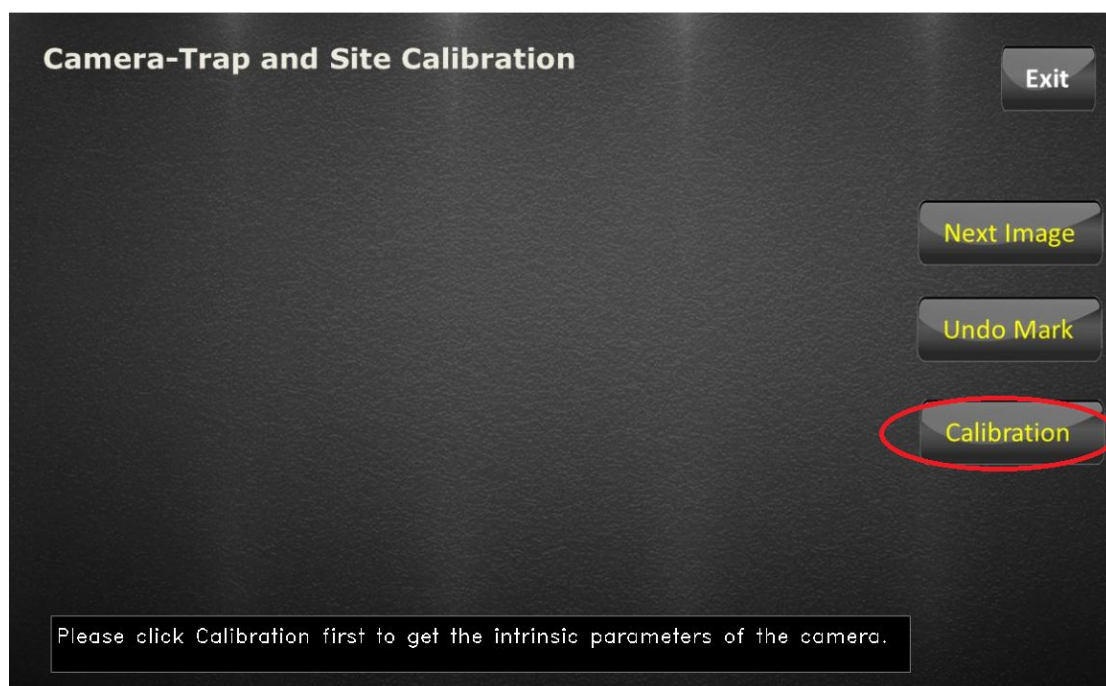 Camera-Trap and Site Calibration
Exit
Next Image
Undo Mark
Calibration
Please click Calibration first to get the intrinsic parameters of the camera.